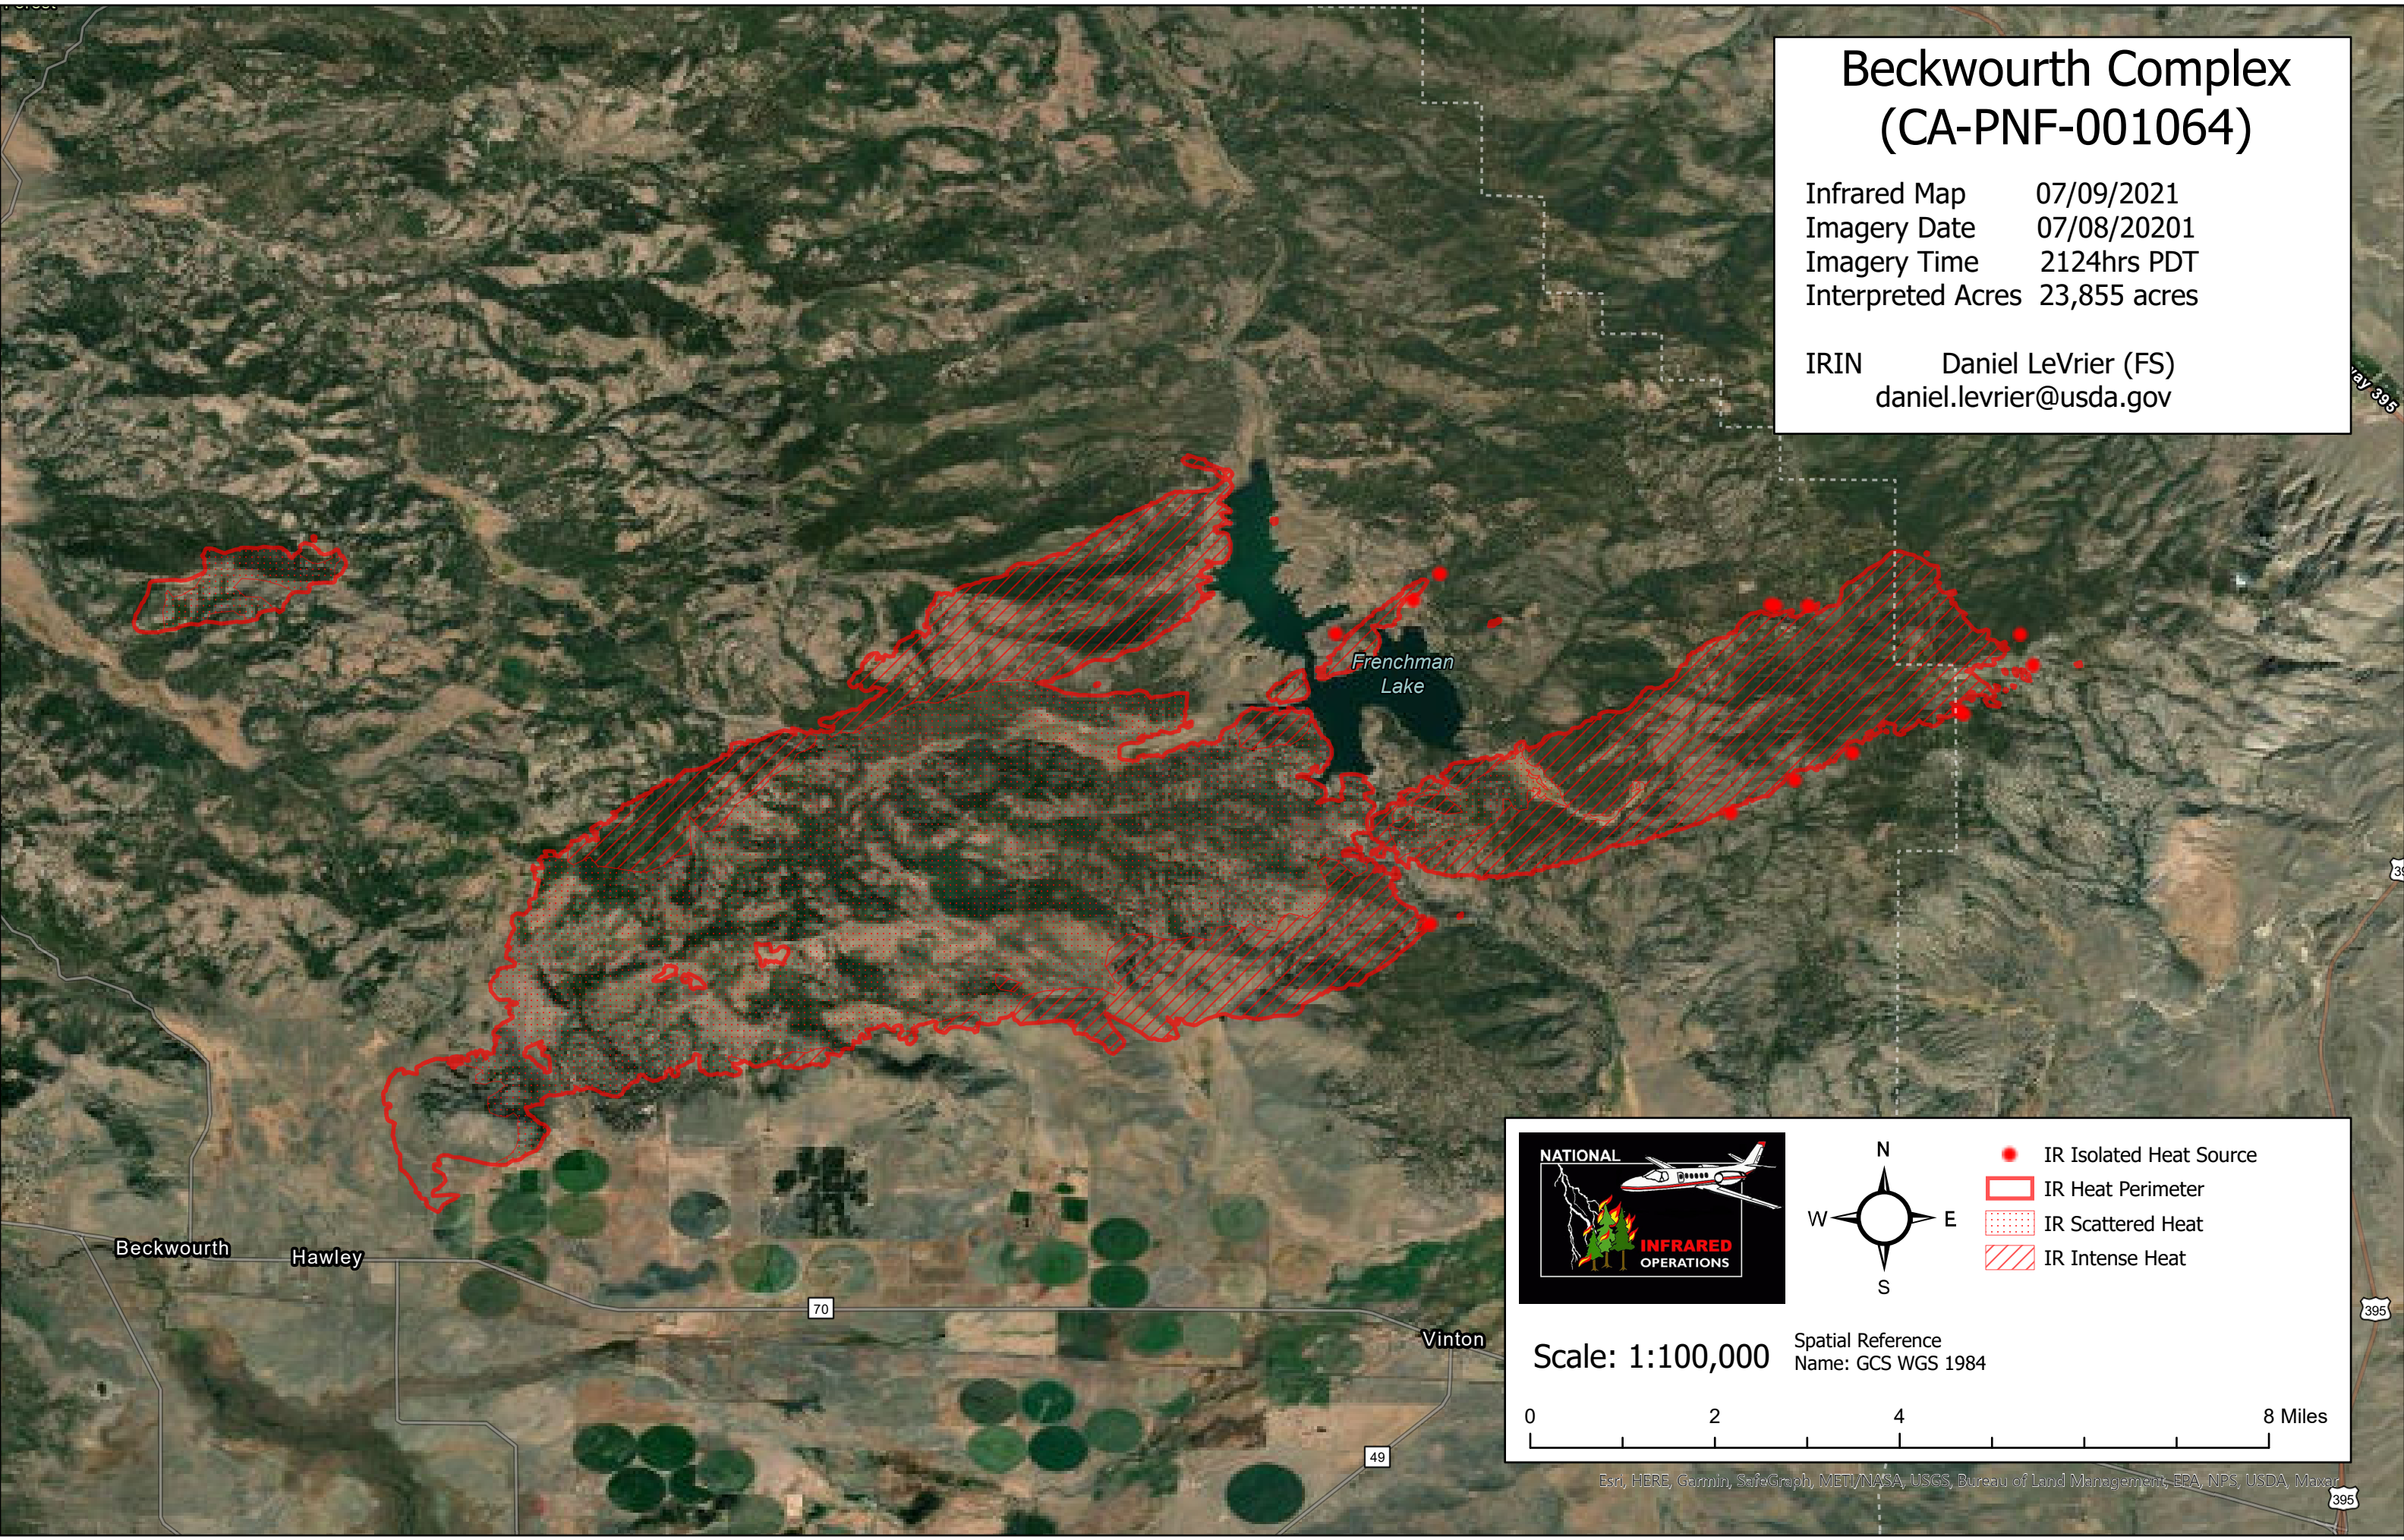 Beckwourth Complex
(CA-PNF-001064)
Infrared Map 07/09/2021
Imagery Date 07/08/20201
Imagery Time 2124hrs PDT
Interpreted Acres 23,855 acres
IRIN Daniel LeVrier (FS)
daniel.levrier@usda.gov
way 395
Frenchman
Lake
39
Beckwourth
Hawley
70
Vinton
49
395
395
NATIONAL
INFRARED
OPERATIONS
N
W E
S
IR Isolated Heat Source
IR Heat Perimeter
IR Scattered Heat
IR Intense Heat
Scale: 1:100,000
Spatial Reference
Name: GCS WGS 1984
0 2 4 8 Miles
Esri, HERE, Garmin, SafeGraph, METI/NASA, USGS, Bureau of Land Management, EPA, NPS, USDA, Maxar